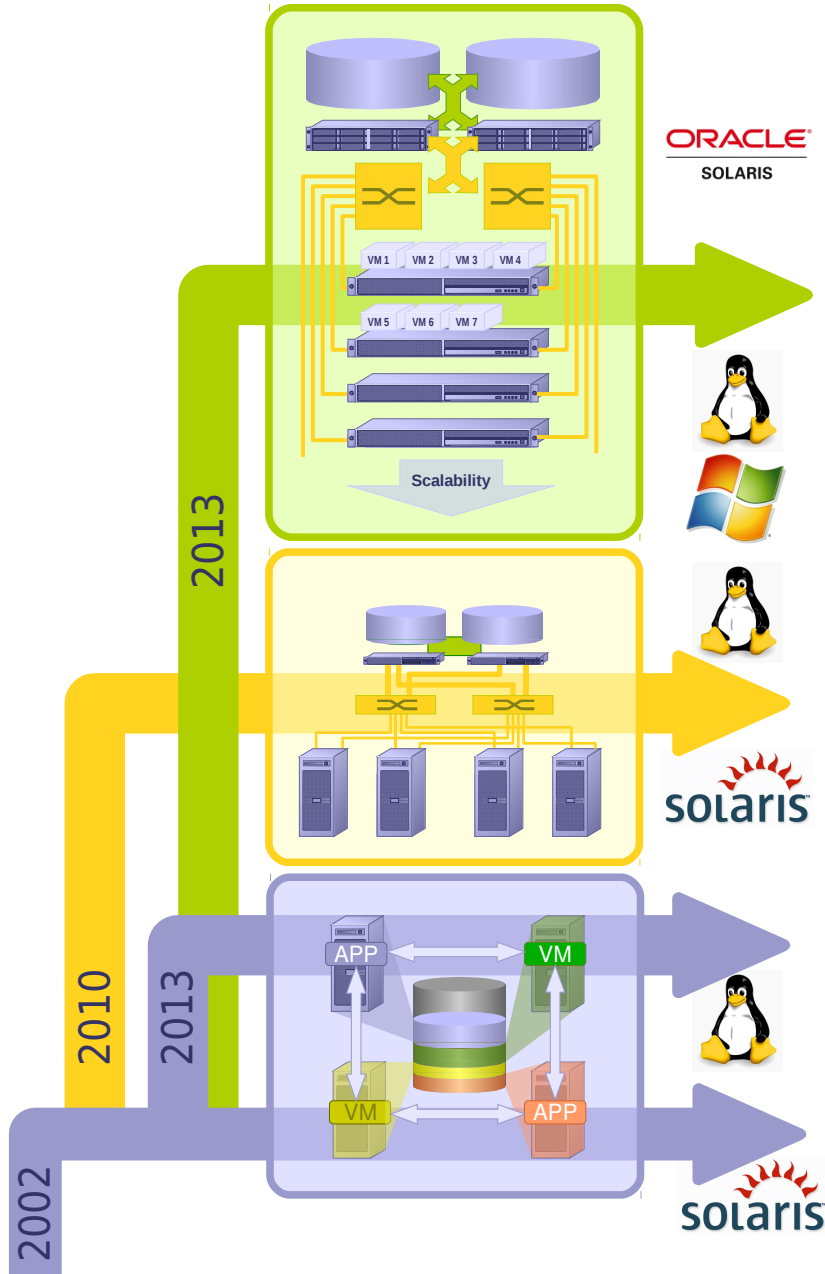 ORACLE
SOLARIS
VM 1
VM 2
VM 3
VM 4
VM 5
VM 6
VM 7
Scalability
2013
solaris
APP
VM
2010
2013
VM
APP
2002
solaris